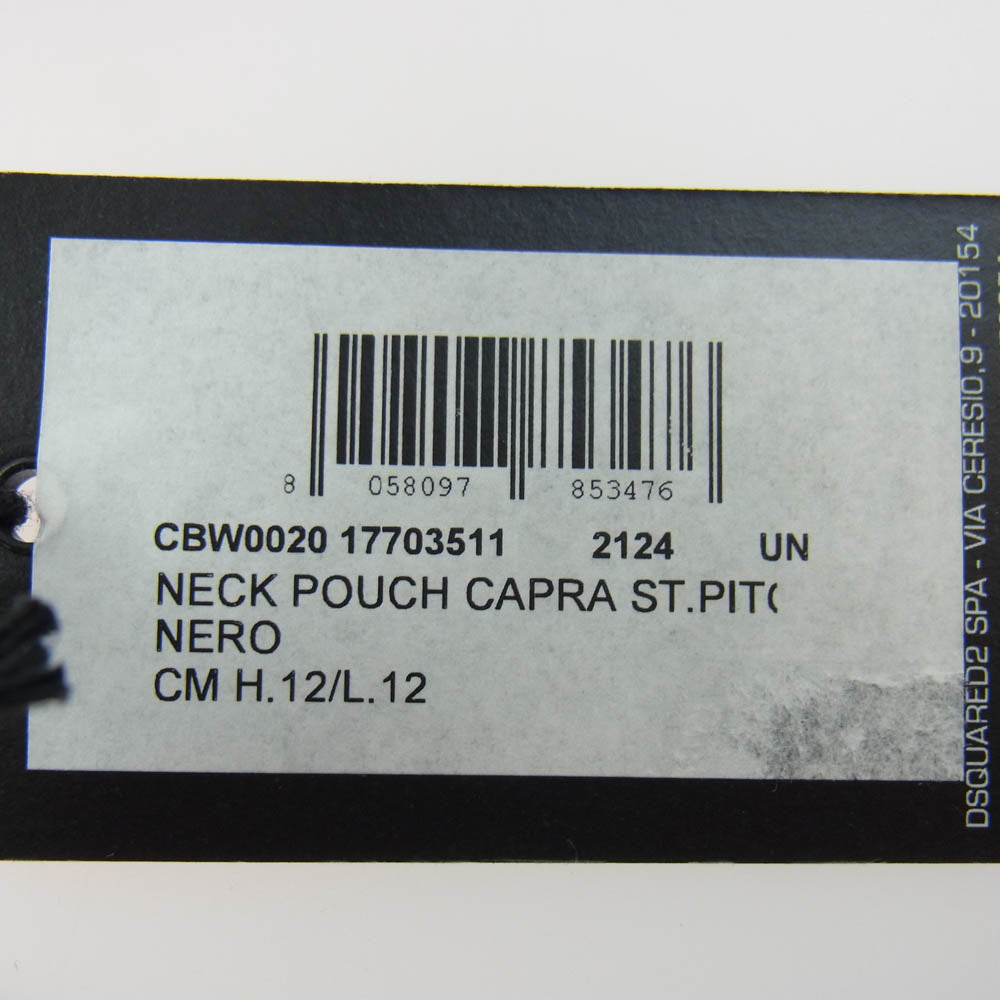 8 058097 853476
CBW0020 17703511 2124 UN
NECK POUCH CAPRA ST.PIT
NERO
CM H.12/L.12
DSQUARED2 SPA - VIA CERESIO,9 - 20154